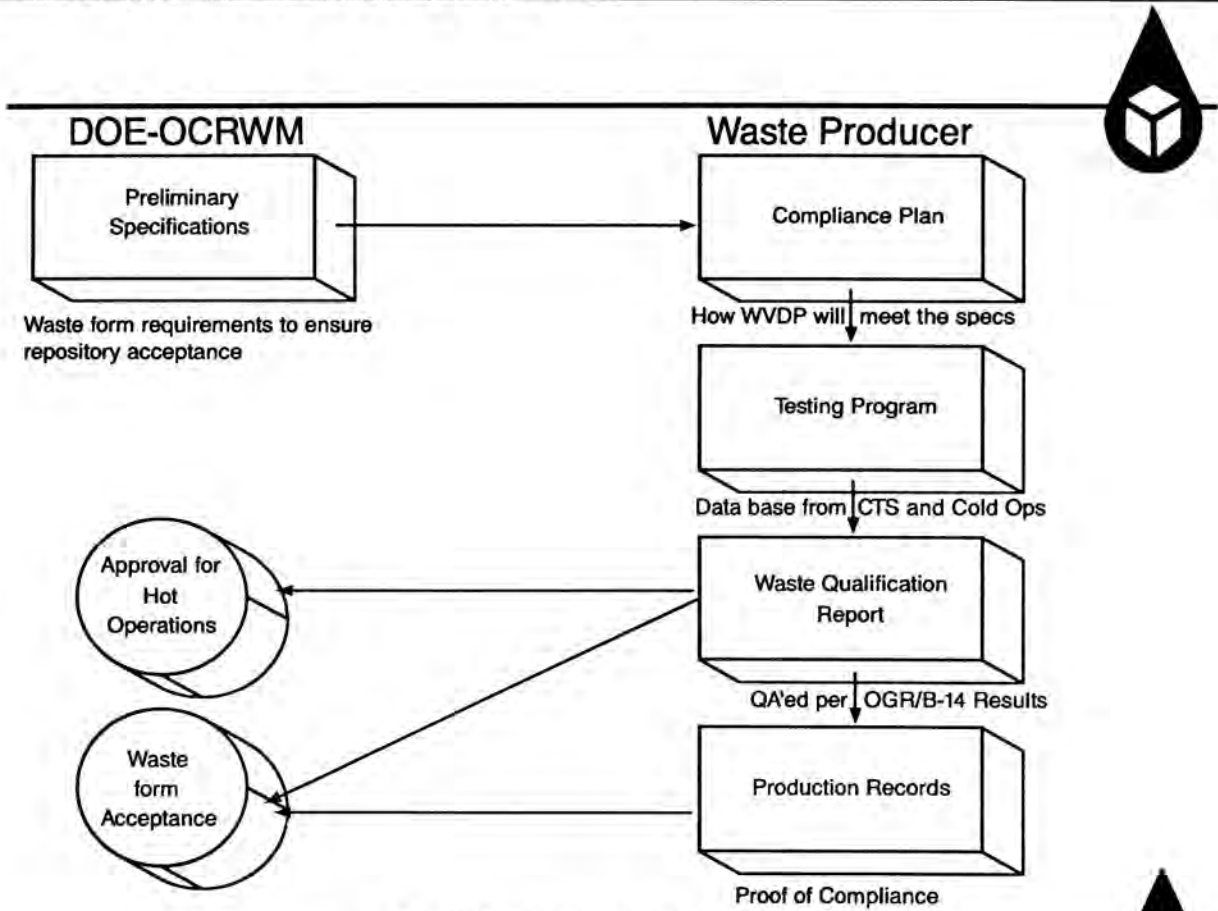 DOE-OCRWM
Waste Producer
Preliminary
Specifications
Compliance Plan
Waste form requirements to ensure
repository acceptance
How WVDP will meet the specs
Testing Program
Data base from CTS and Cold Ops
Approval for
Hot
Operations
Waste Qualification
Report
QA'ed per OGR/B-14 Results
Waste
form
Acceptance
Production Records
Proof of Compliance